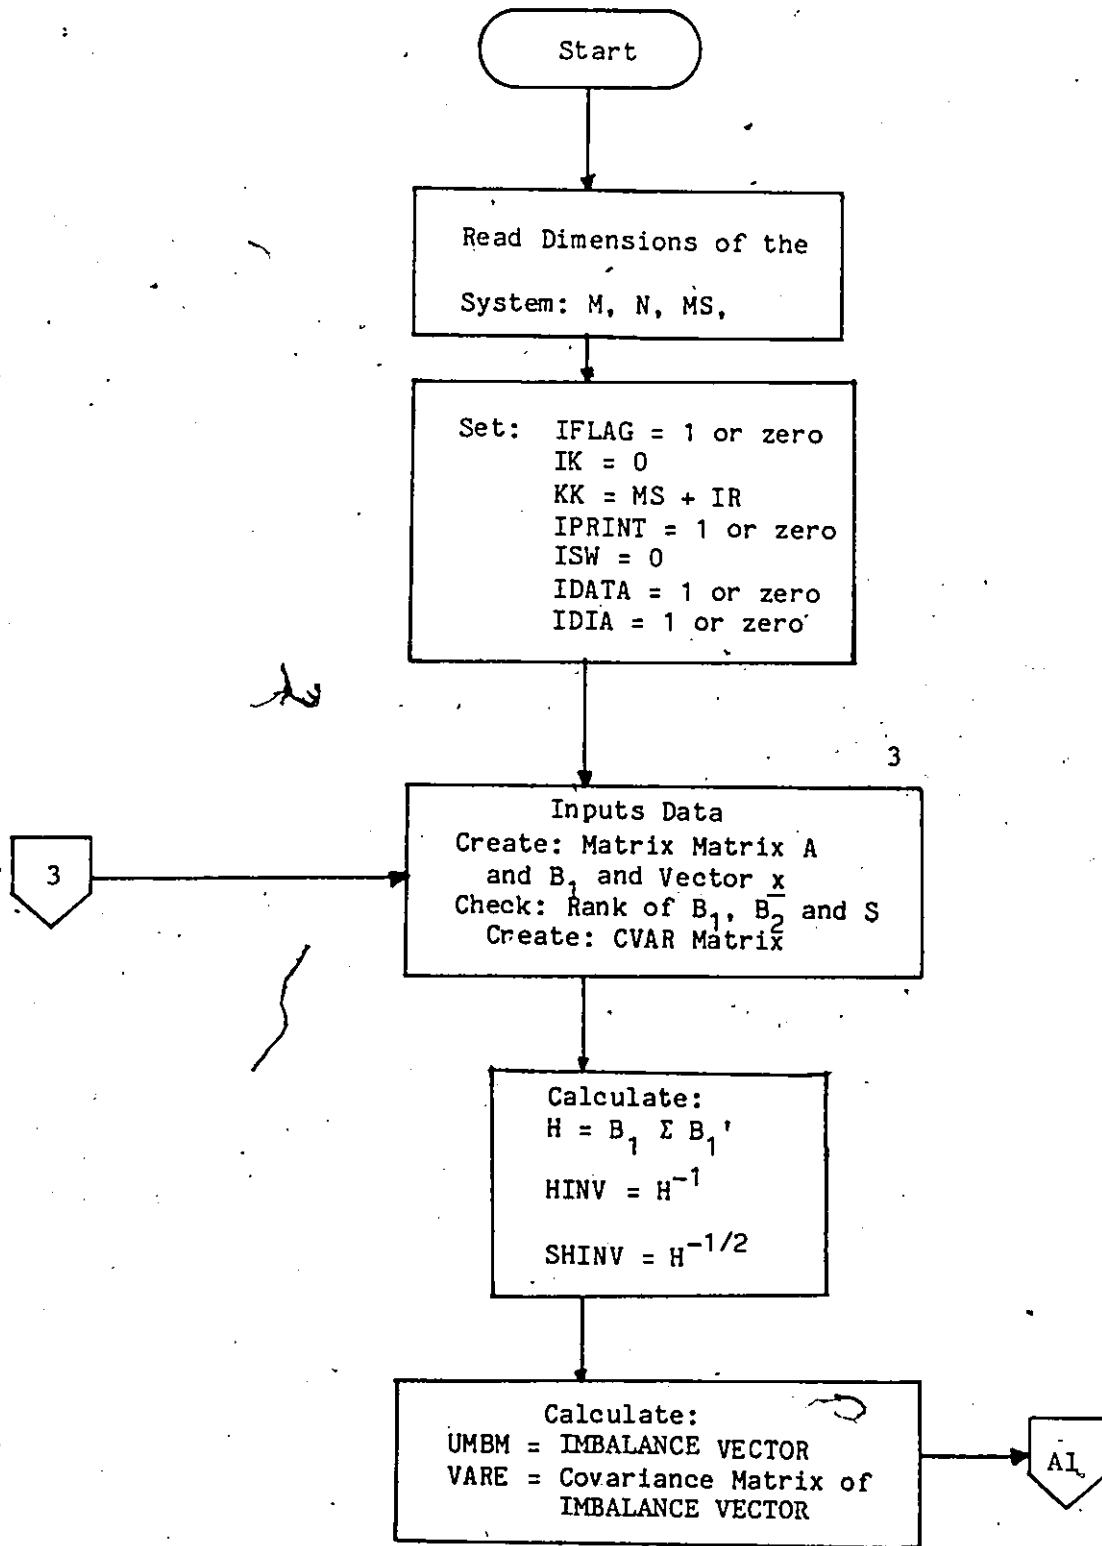 Start
Read Dimensions of the
System: M, N, MS,
Set: IFLAG = 1 or zero
IK = 0
KK = MS + IR
IPRINT = 1 or zero
ISW = 0
IDATA = 1 or zero
IDIA = 1 or zero
3
3
Inputs Data
Create: Matrix Matrix A
and B₁ and Vector x
Check: Rank of B₁, B₂ and S
Create: CVAR Matrix
Calculate:
H = B₁ Σ B₁'
HINV = H⁻¹
SHINV = H⁻¹/²
Calculate:
UMBM = IMBALANCE VECTOR
VARE = Covariance Matrix of
IMBALANCE VECTOR